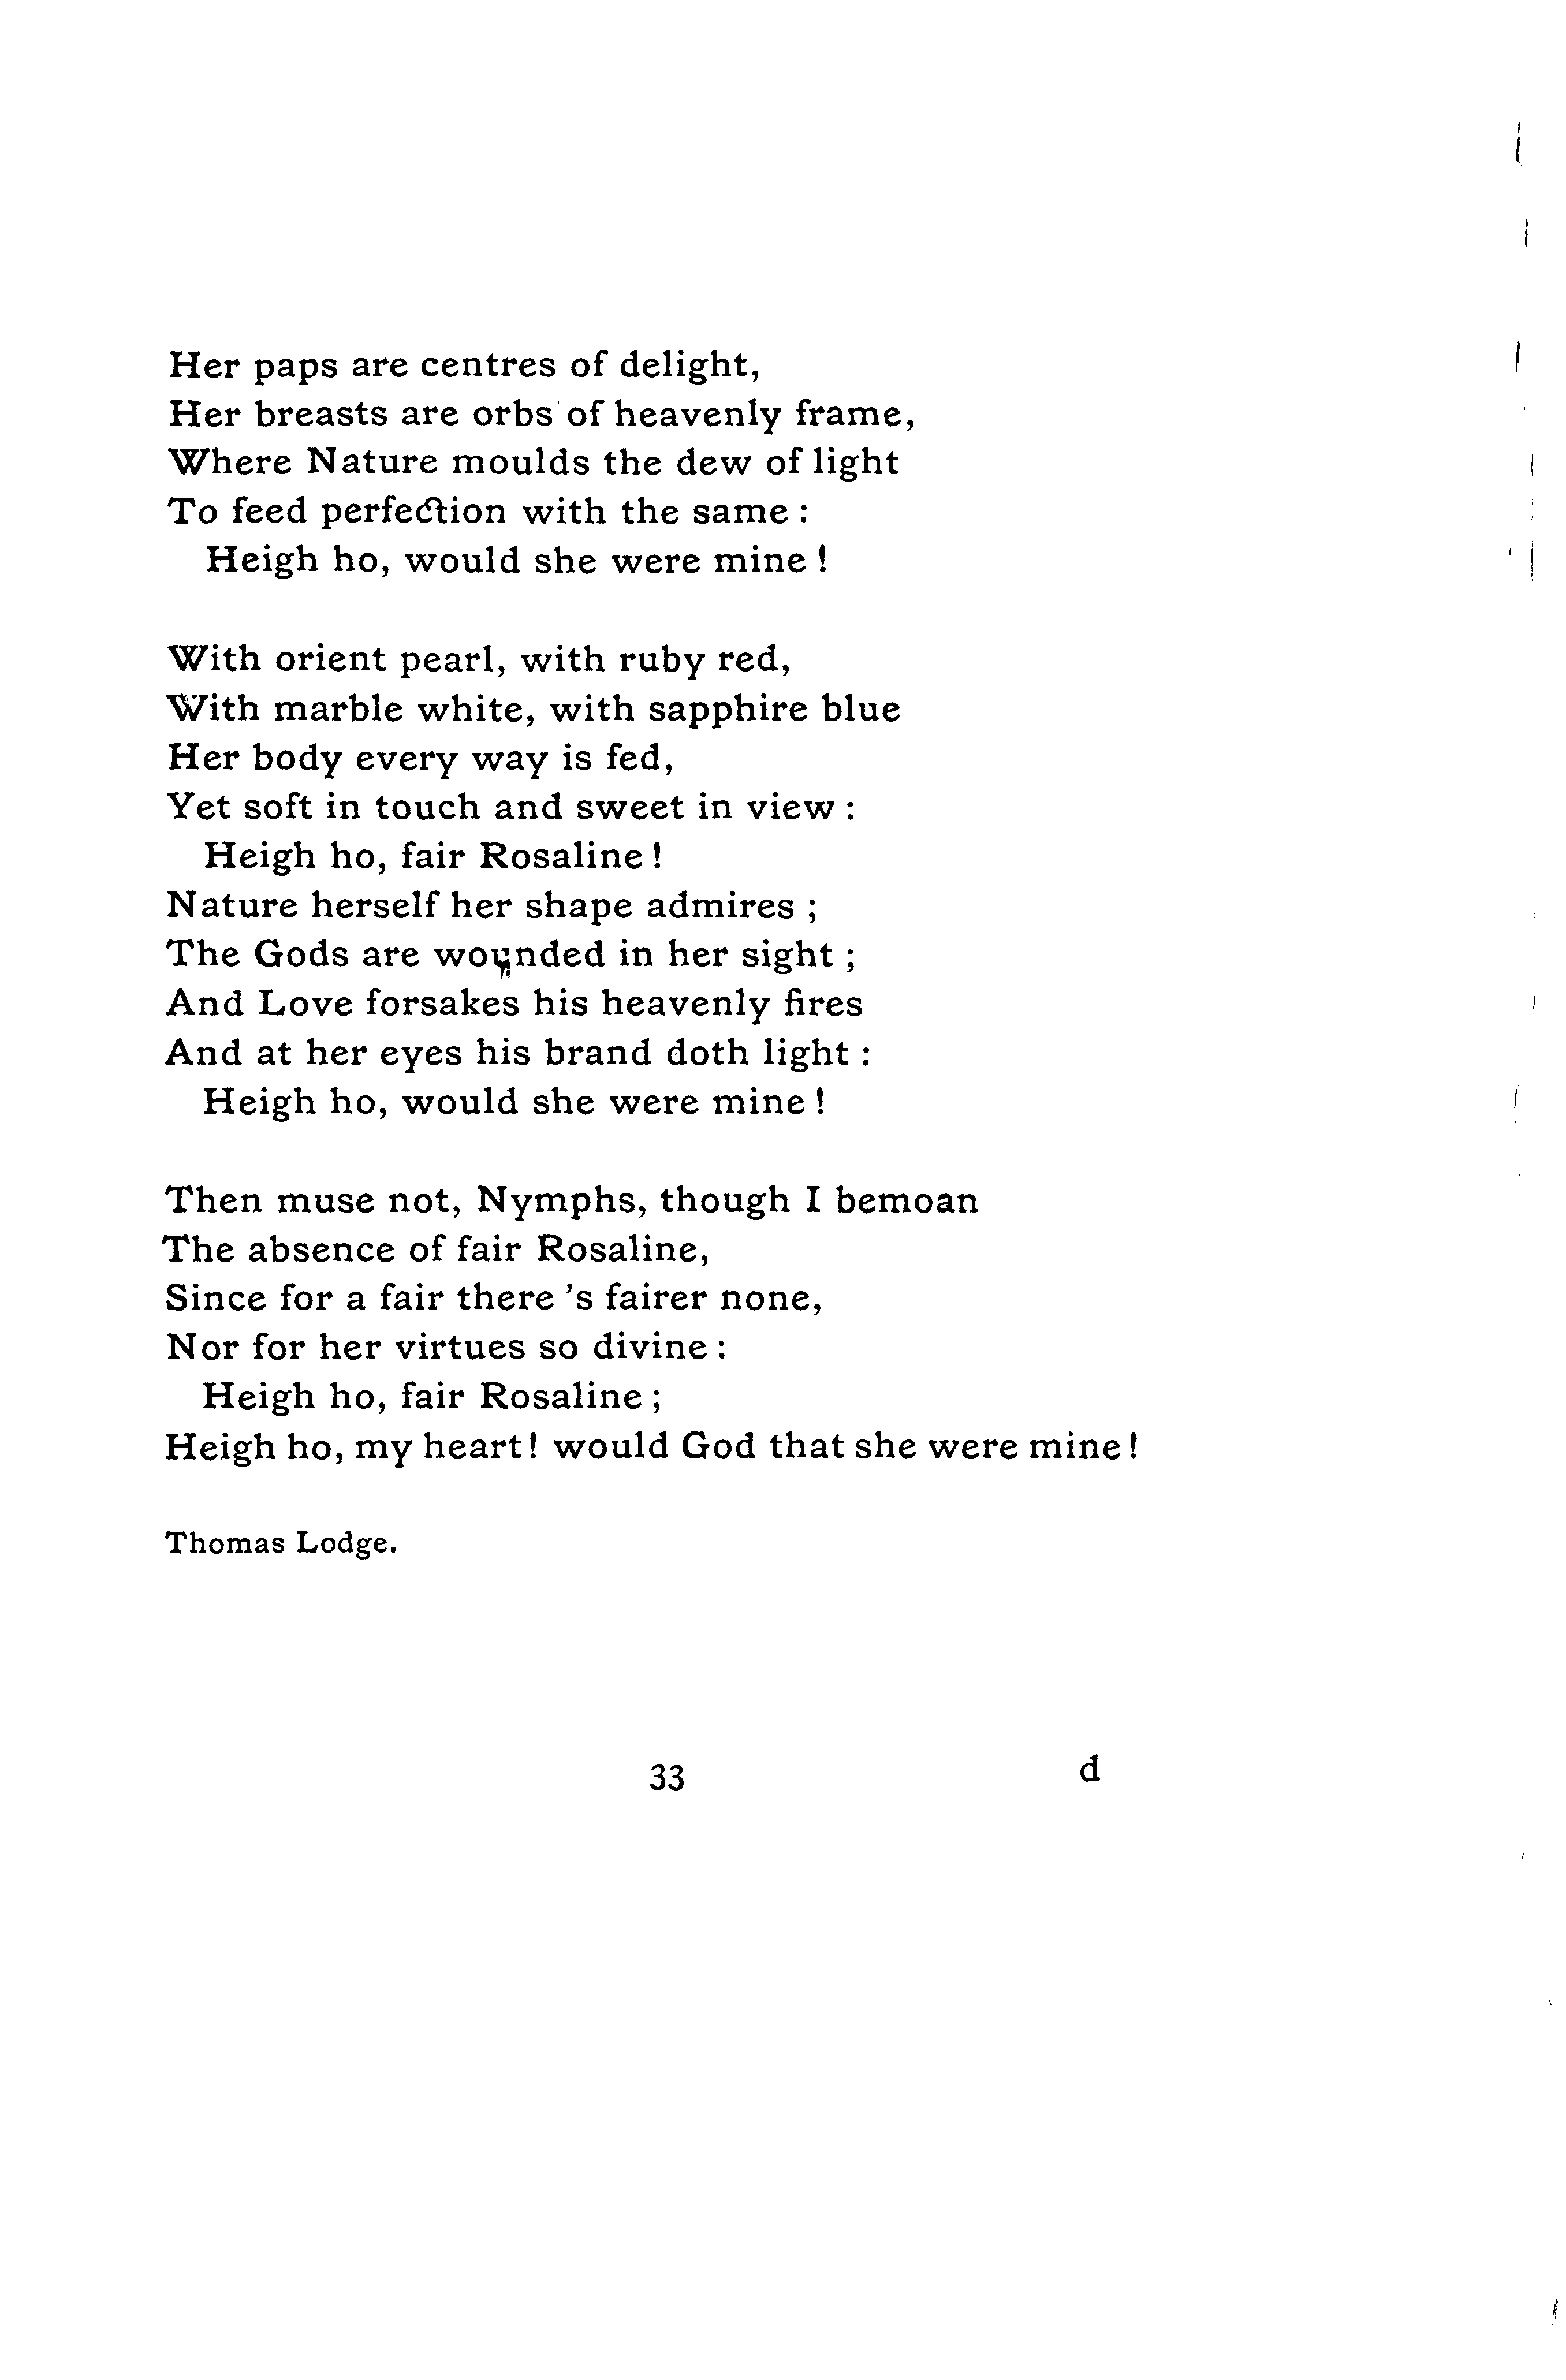 Her paps are centres of delight,
Her breasts are orbs of heavenly frame,
Where Nature moulds the dew of light
To feed perfection with the same :
Heigh ho, would she were mine !
With orient pearl, with ruby red,
With marble white, with sapphire blue
Her body every way is fed,
Yet soft in touch and sweet in view :
Heigh ho, fair Rosaline !
Nature herself her shape admires ;
The Gods are wounded in her sight ;
And Love forsakes his heavenly fires
And at her eyes his brand doth light :
Heigh ho, would she were mine !
Then muse not, Nymphs, though I bemoan
The absence of fair Rosaline,
Since for a fair there 's fairer none,
Nor for her virtues so divine :
Heigh ho, fair Rosaline ;
Heigh ho, my heart! would God that she were mine!
Thomas Lodge.
33 d